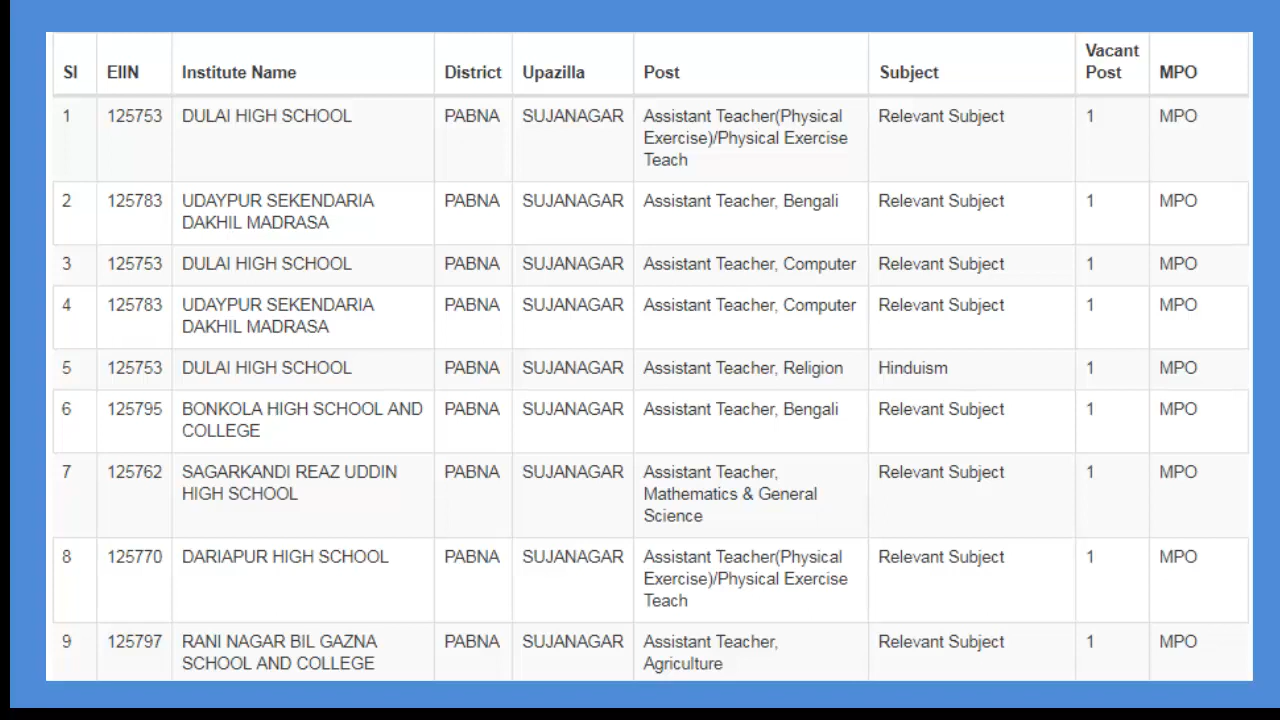 Sl EIIN Institute Name District Upazilla Post Subject Vacant Post MPO
1 125753 DULAI HIGH SCHOOL PABNA SUJANAGAR Assistant Teacher(Physical Relevant Subject 1 MPO
Exercise)/Physical Exercise
Teach
2 125783 UDAYPUR SEKENDARIA PABNA SUJANAGAR Assistant Teacher, Bengali Relevant Subject 1 MPO
DAKHIL MADRASA
3 125753 DULAI HIGH SCHOOL PABNA SUJANAGAR Assistant Teacher, Computer Relevant Subject 1 MPO
4 125783 UDAYPUR SEKENDARIA PABNA SUJANAGAR Assistant Teacher, Computer Relevant Subject 1 MPO
DAKHIL MADRASA
5 125753 DULAI HIGH SCHOOL PABNA SUJANAGAR Assistant Teacher, Religion Hinduism 1 MPO
6 125795 BONKOLA HIGH SCHOOL AND PABNA SUJANAGAR Assistant Teacher, Bengali Relevant Subject 1 MPO
COLLEGE
7 125762 SAGARKANDI REAZ UDDIN PABNA SUJANAGAR Assistant Teacher, Relevant Subject 1 MPO
HIGH SCHOOL Mathematics & General
Science
8 125770 DARIAPUR HIGH SCHOOL PABNA SUJANAGAR Assistant Teacher(Physical Relevant Subject 1 MPO
Exercise)/Physical Exercise
Teach
9 125797 RANI NAGAR BIL GAZNA PABNA SUJANAGAR Assistant Teacher, Relevant Subject 1 MPO
SCHOOL AND COLLEGE Agriculture